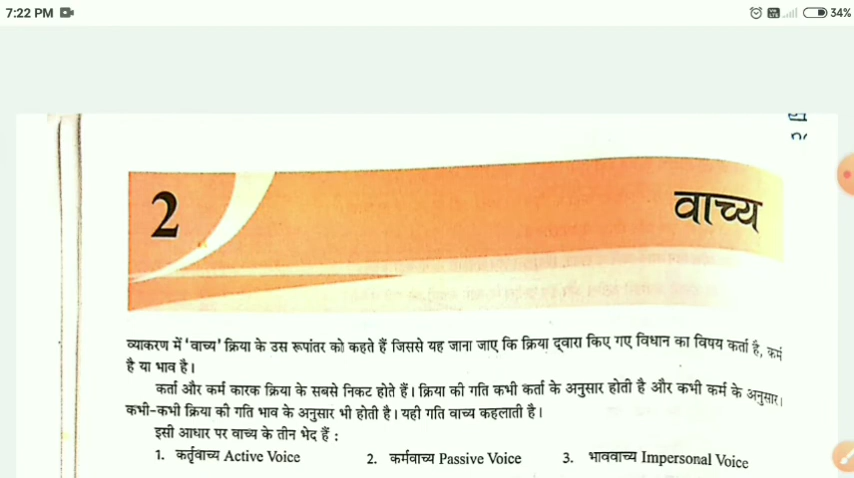 7:22 PM
34%
2
वाच्य
व्याकरण में 'वाच्य' क्रिया के उस रूपांतर को कहते हैं जिससे यह जाना जाए कि क्रिया द्वारा किए गए विधान का विषय कर्ता है, कर्म
है या भाव है।
कर्ता और कर्म कारक क्रिया के सबसे निकट होते हैं। क्रिया की गति कभी कर्ता के अनुसार होती है और कभी कर्म के अनुसार।
कभी-कभी क्रिया की गति भाव के अनुसार भी होती है। यही गति वाच्य कहलाती है।
इसी आधार पर वाच्य के तीन भेद हैं :
1. कर्तृवाच्य Active Voice 2. कर्मवाच्य Passive Voice 3. भाववाच्य Impersonal Voice